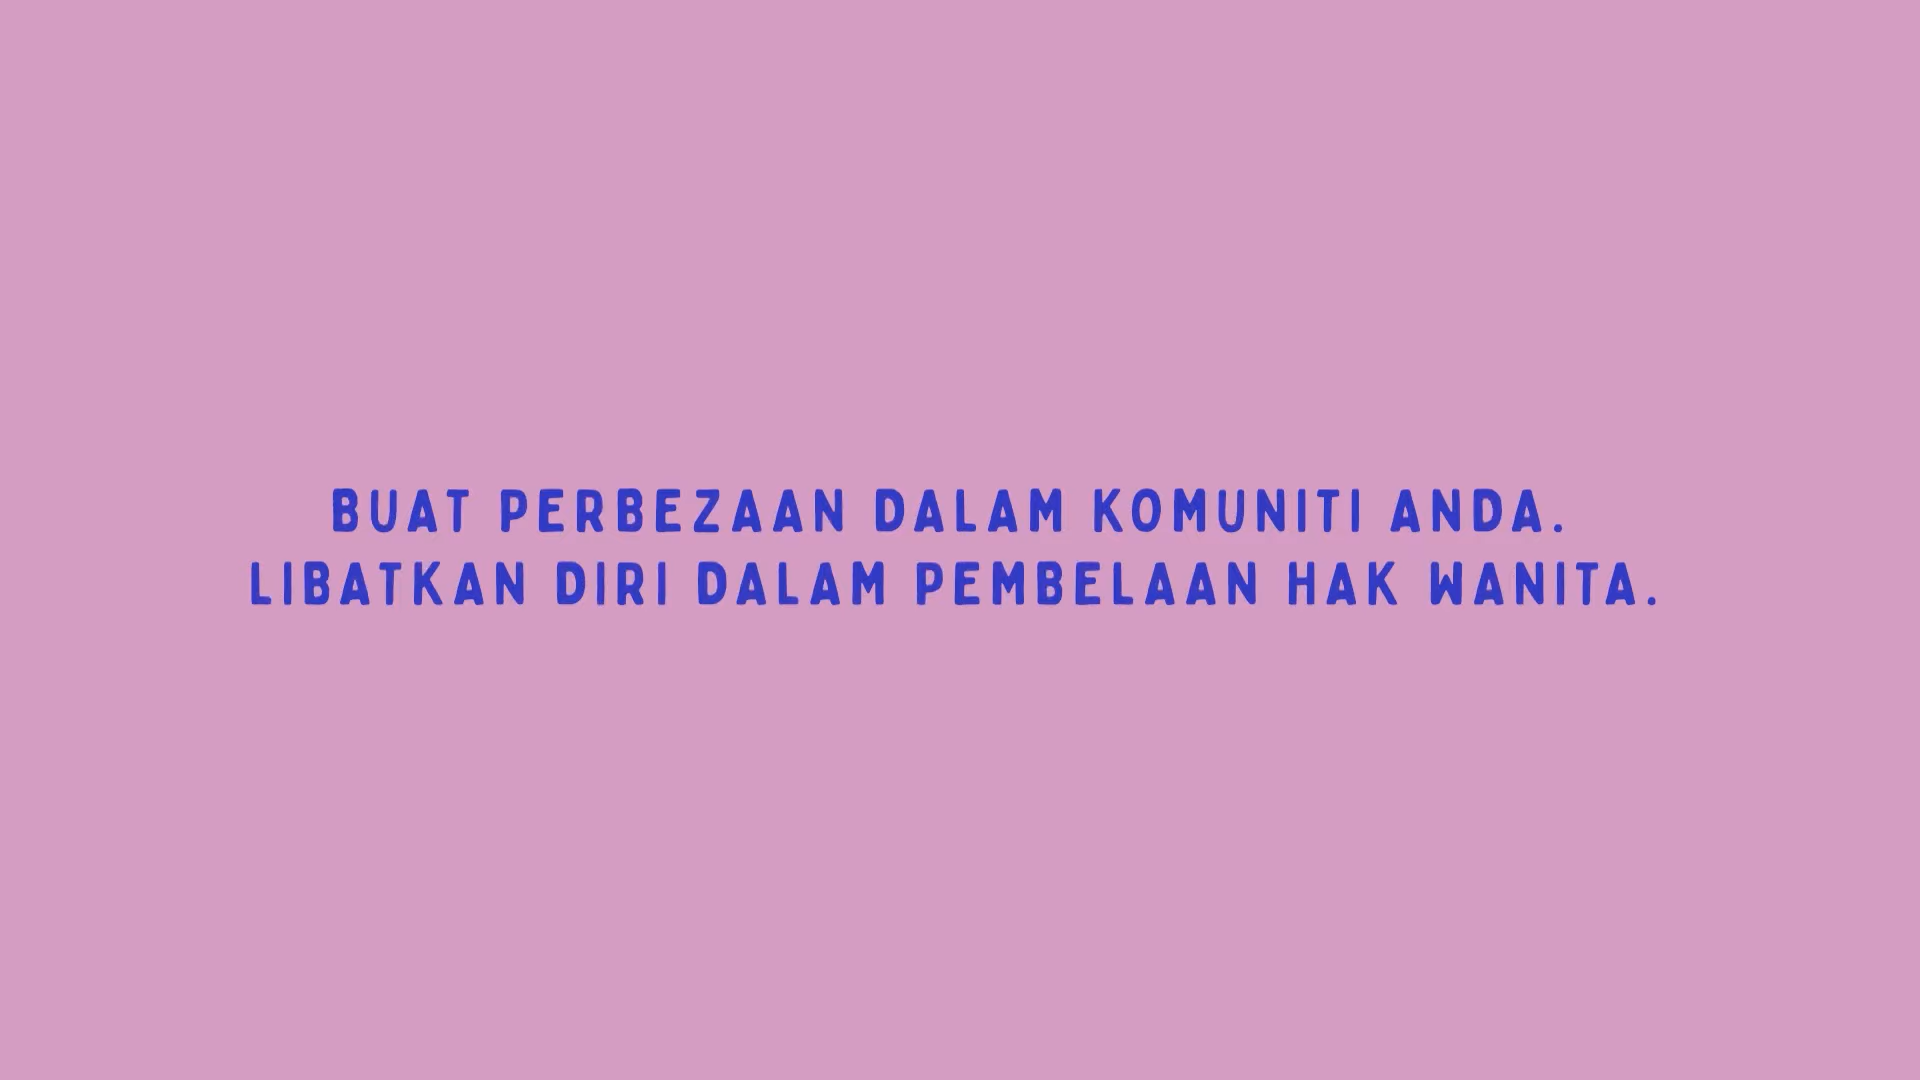 BUAT PERBEZAAN DALAM KOMUNITI ANDA.
LIBATKAN DIRI DALAM PEMBELAAN HAK WANITA.